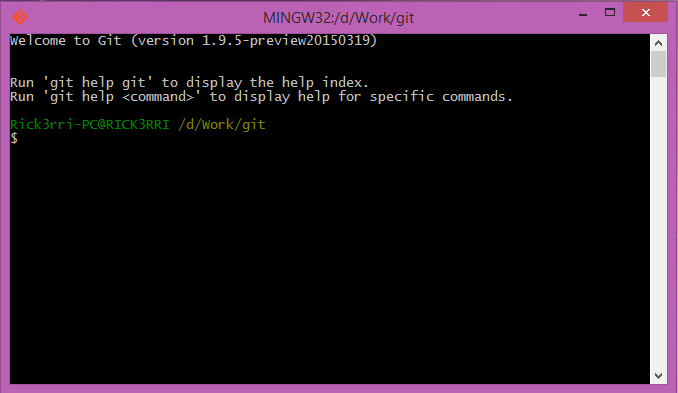 MINGW32:/d/Work/git
Welcome to Git (version 1.9.5-preview20150319)
Run 'git help git' to display the help index.
Run 'git help <command>' to display help for specific commands.
Rick3rri-PC@RICK3RRI /d/Work/git
$